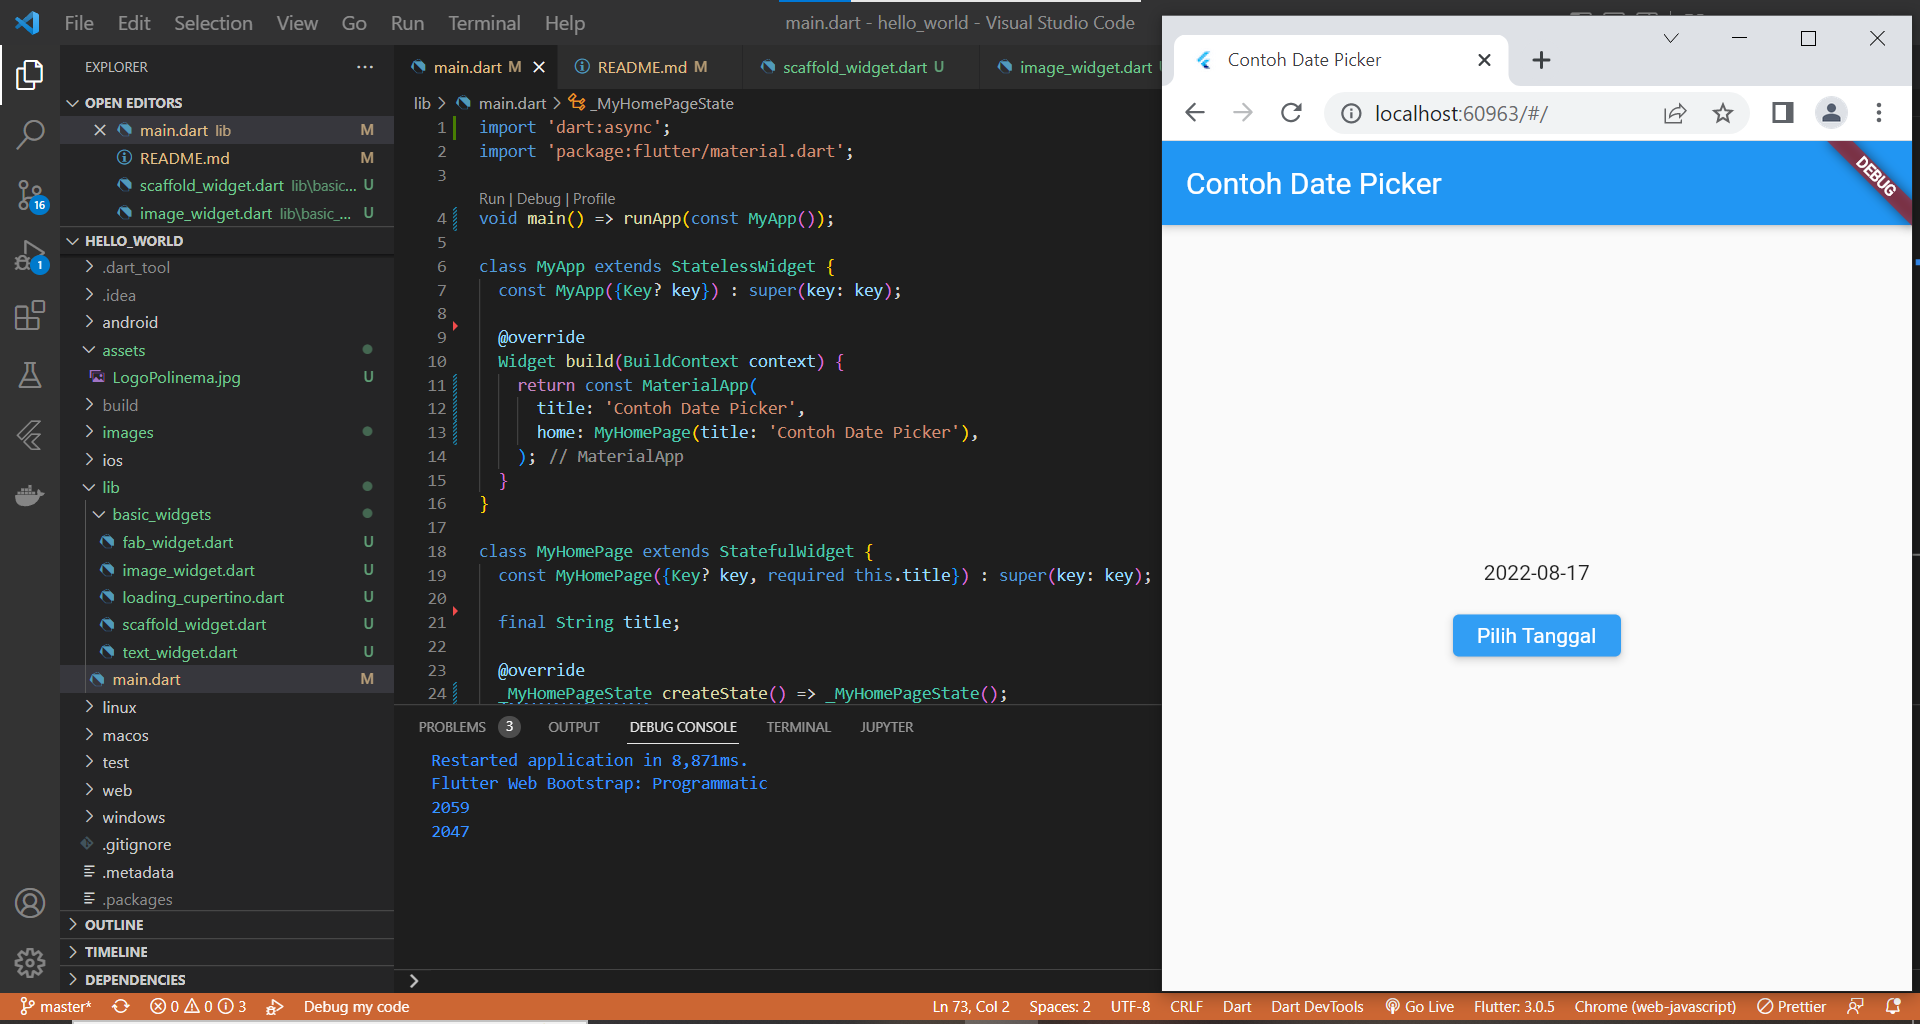 File Edit Selection View Go Run Terminal Help
main.dart - hello_world - Visual Studio Code
EXPLORER
OPEN EDITORS
main.dart lib M
README.md M
scaffold_widget.dart lib\basic... U
image_widget.dart lib\basic_... U
HELLO_WORLD
.dart_tool
.idea
android
assets
LogoPolinema.jpg U
build
images
ios
lib
basic_widgets
fab_widget.dart U
image_widget.dart U
loading_cupertino.dart U
scaffold_widget.dart U
text_widget.dart U
main.dart M
linux
macos
test
web
windows
.gitignore
.metadata
.packages
OUTLINE
TIMELINE
DEPENDENCIES
16
1
main.dart M README.md M scaffold_widget.dart U image_widget.dart
lib > main.dart > _MyHomePageState
1 import 'dart:async';
2 import 'package:flutter/material.dart';
3
Run | Debug | Profile
4 void main() => runApp(const MyApp());
5
6 class MyApp extends StatelessWidget {
7 const MyApp({Key? key}) : super(key: key);
8
9 @override
10 Widget build(BuildContext context) {
11 return const MaterialApp(
12 title: 'Contoh Date Picker',
13 home: MyHomePage(title: 'Contoh Date Picker'),
14 ); // MaterialApp
15 }
16 }
17
18 class MyHomePage extends StatefulWidget {
19 const MyHomePage({Key? key, required this.title}) : super(key: key);
20
21 final String title;
22
23 @override
24 _MyHomePageState createState() => _MyHomePageState();
PROBLEMS 3 OUTPUT DEBUG CONSOLE TERMINAL JUPYTER
Restarted application in 8,871ms.
Flutter Web Bootstrap: Programmatic
2059
2047
Contoh Date Picker
localhost:60963/#/
Contoh Date Picker
DEBUG
2022-08-17
Pilih Tanggal
master* 0 0 3 Debug my code Ln 73, Col 2 Spaces: 2 UTF-8 CRLF Dart Dart DevTools Go Live Flutter: 3.0.5 Chrome (web-javascript) Prettier